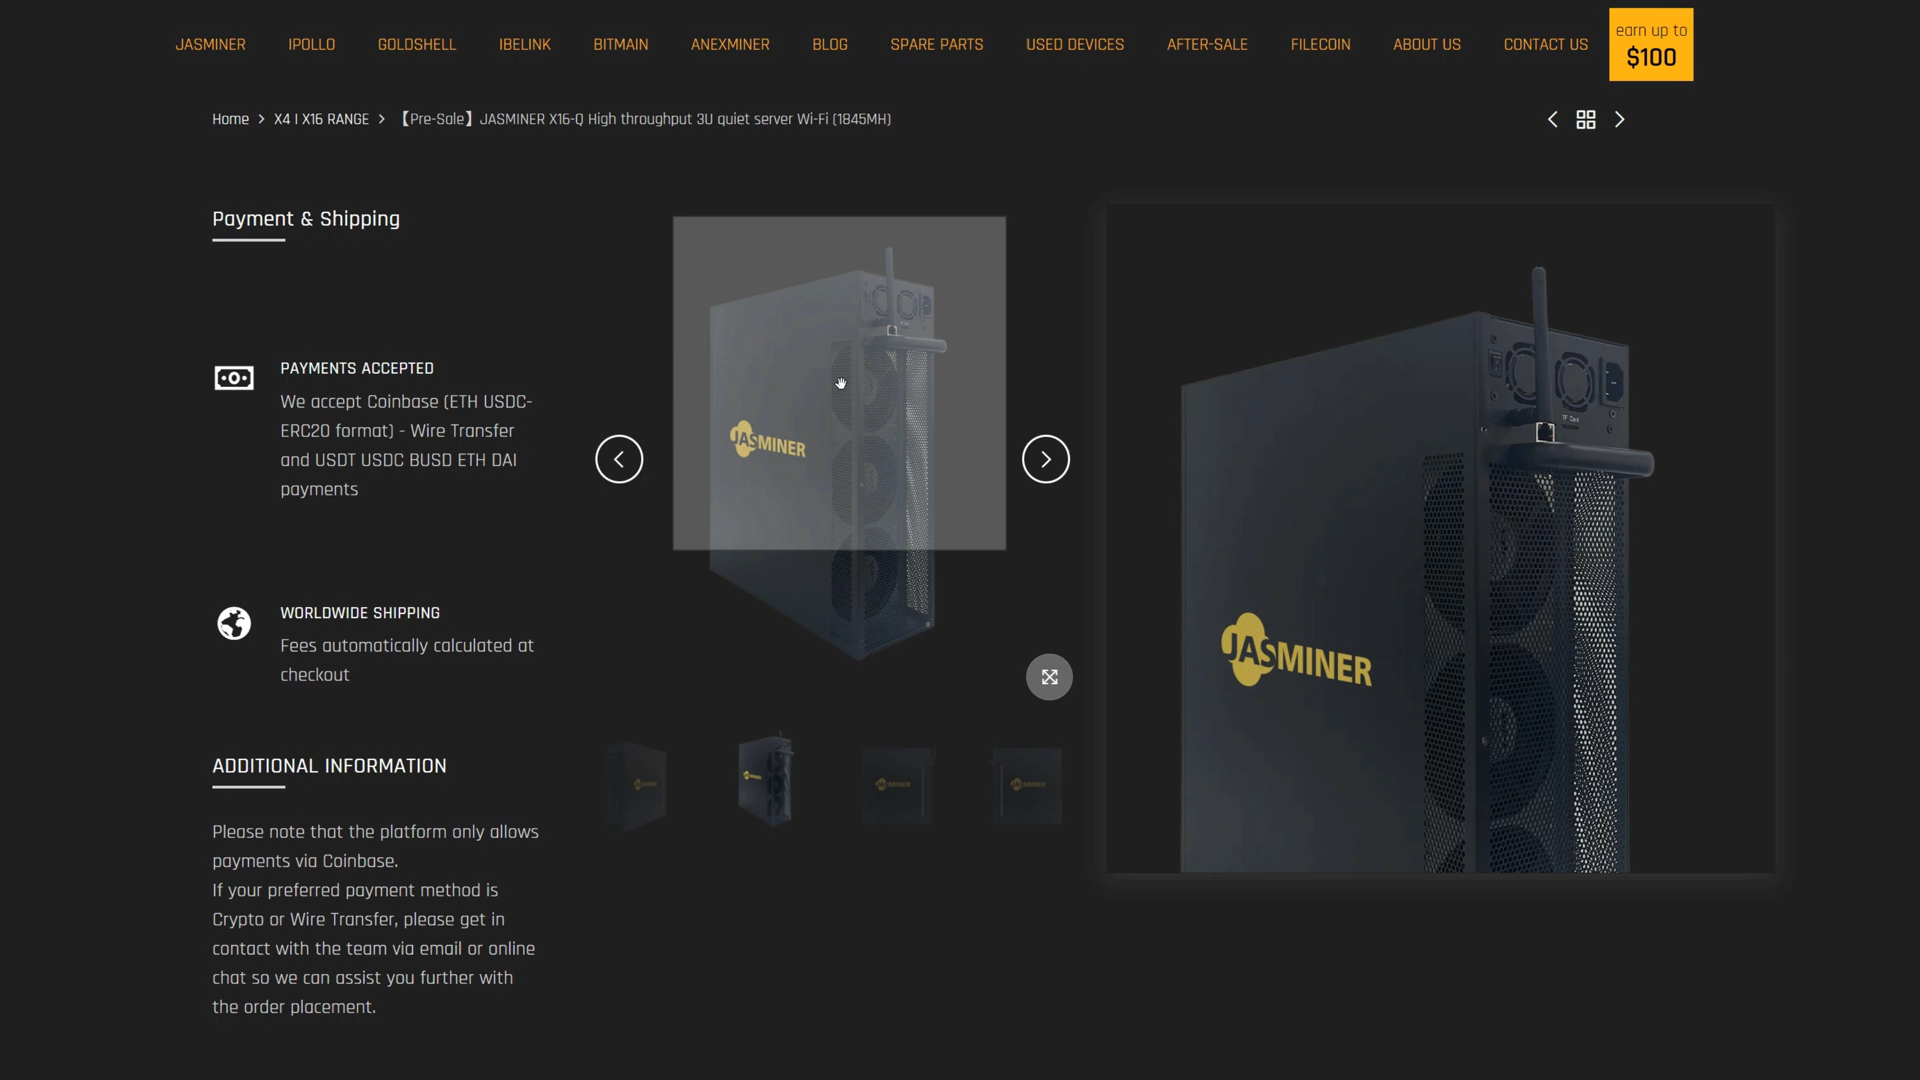 JASMINER IPOLLO GOLDSHELL IBELINK BITMAIN ANEXMINER BLOG SPARE PARTS USED DEVICES AFTER-SALE FILECOIN ABOUT US CONTACT US
earn up to
$100
Home > X4 I X16 RANGE > 【Pre-Sale】JASMINER X16-Q High throughput 3U quiet server Wi-Fi (1845MH)
Payment & Shipping
PAYMENTS ACCEPTED
We accept Coinbase (ETH USDC-
ERC20 format) - Wire Transfer
and USDT USDC BUSD ETH DAI
payments
WORLDWIDE SHIPPING
Fees automatically calculated at
checkout
ADDITIONAL INFORMATION
Please note that the platform only allows
payments via Coinbase.
If your preferred payment method is
Crypto or Wire Transfer, please get in
contact with the team via email or online
chat so we can assist you further with
the order placement.
JASMINER
JASMINER
JASMINER
JASMINER
JASMINER
TF Card